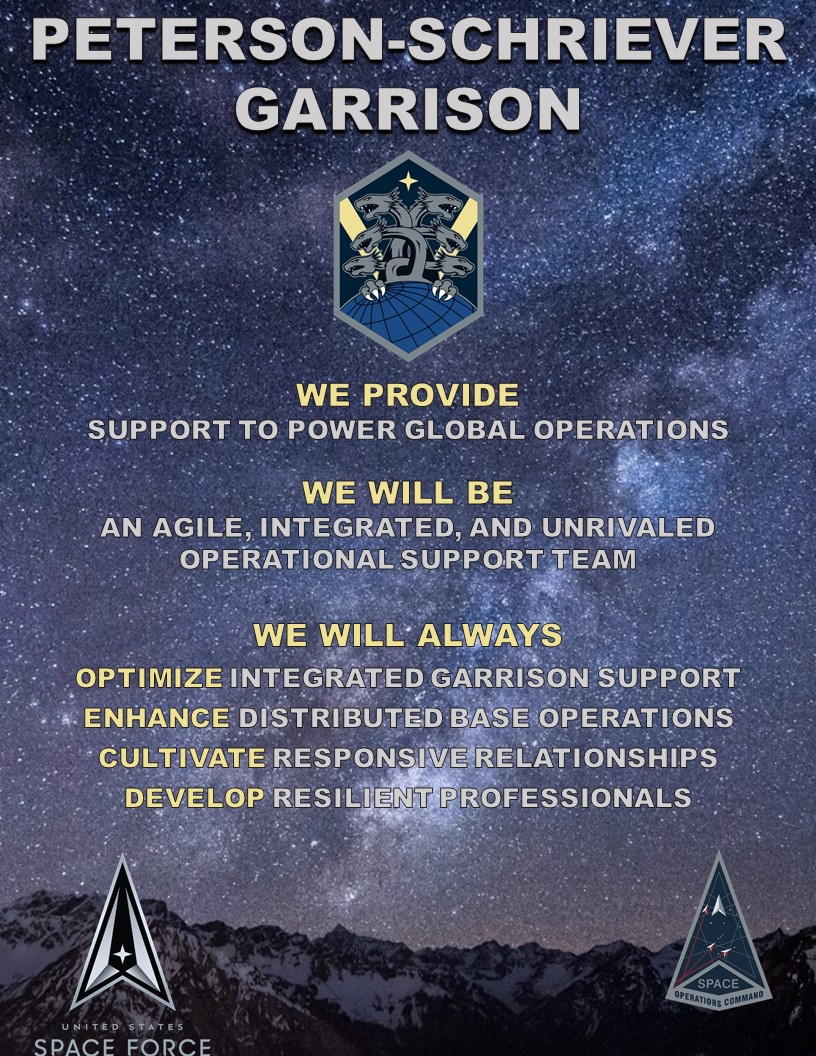 PETERSON-SCHRIEVER
GARRISON
WE PROVIDE
SUPPORT TO POWER GLOBAL OPERATIONS
WE WILL BE
AN AGILE, INTEGRATED, AND UNRIVALED
OPERATIONAL SUPPORT TEAM
WE WILL ALWAYS
OPTIMIZE INTEGRATED GARRISON SUPPORT
ENHANCE DISTRIBUTED BASE OPERATIONS
CULTIVATE RESPONSIVE RELATIONSHIPS
DEVELOP RESILIENT PROFESSIONALS
UNITED STATES
SPACE FORCE
SPACE
OPERATIONS COMMAND